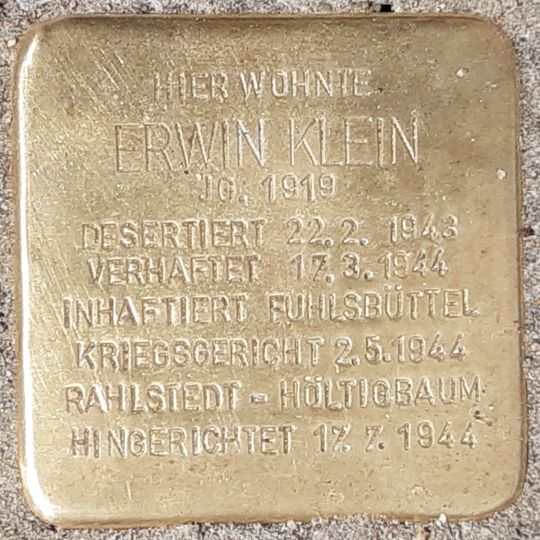 HIER WOHNTE
ERWIN KLEIN
JG. 1919
DESERTIERT 22.2. 1943
VERHAFTET 17.3.1944
INHAFTIERT FUHLSBÜTTEL
KRIEGSGERICHT 2.5.1944
RAHLSTEDT - HÖLTIGBAUM
HINGERICHTET 17.7.1944